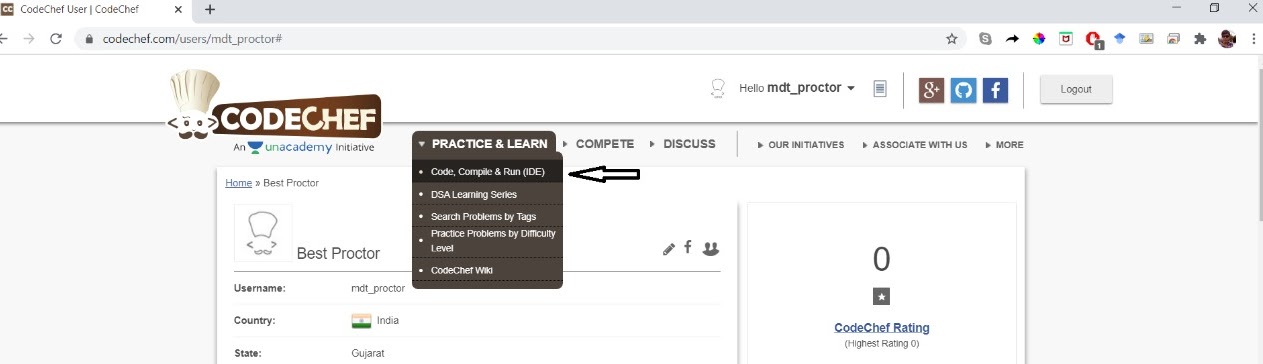 CodeChef User | CodeChef
codechef.com/users/mdt_proctor#
1
Hello mdt_proctor
Logout
CODECHEF
An unacademy Initiative
PRACTICE & LEARN
COMPETE
DISCUSS
OUR INITIATIVES
ASSOCIATE WITH US
MORE
Code, Compile & Run (IDE)
DSA Learning Series
Search Problems by Tags
Practice Problems by Difficulty
Level
CodeChef Wiki
Home » Best Proctor
Best Proctor
Username: mdt_proctor
Country: India
State: Gujarat
0
CodeChef Rating
(Highest Rating 0)